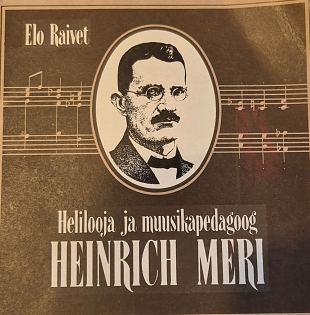 Elo Raivet
Helilooja ja muusikapedagoog
HEINRICH MERI